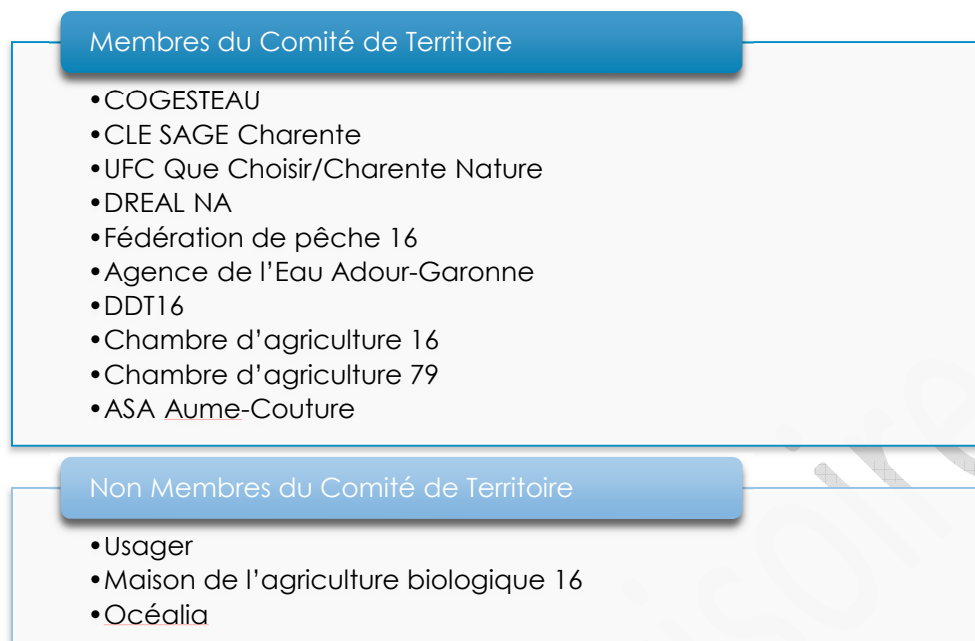 Membres du Comité de Territoire
•COGESTEAU
•CLE SAGE Charente
•UFC Que Choisir/Charente Nature
•DREAL NA
•Fédération de pêche 16
•Agence de l'Eau Adour-Garonne
•DDT16
•Chambre d'agriculture 16
•Chambre d'agriculture 79
•ASA Aume-Couture
Non Membres du Comité de Territoire
•Usager
•Maison de l'agriculture biologique 16
•Océalia